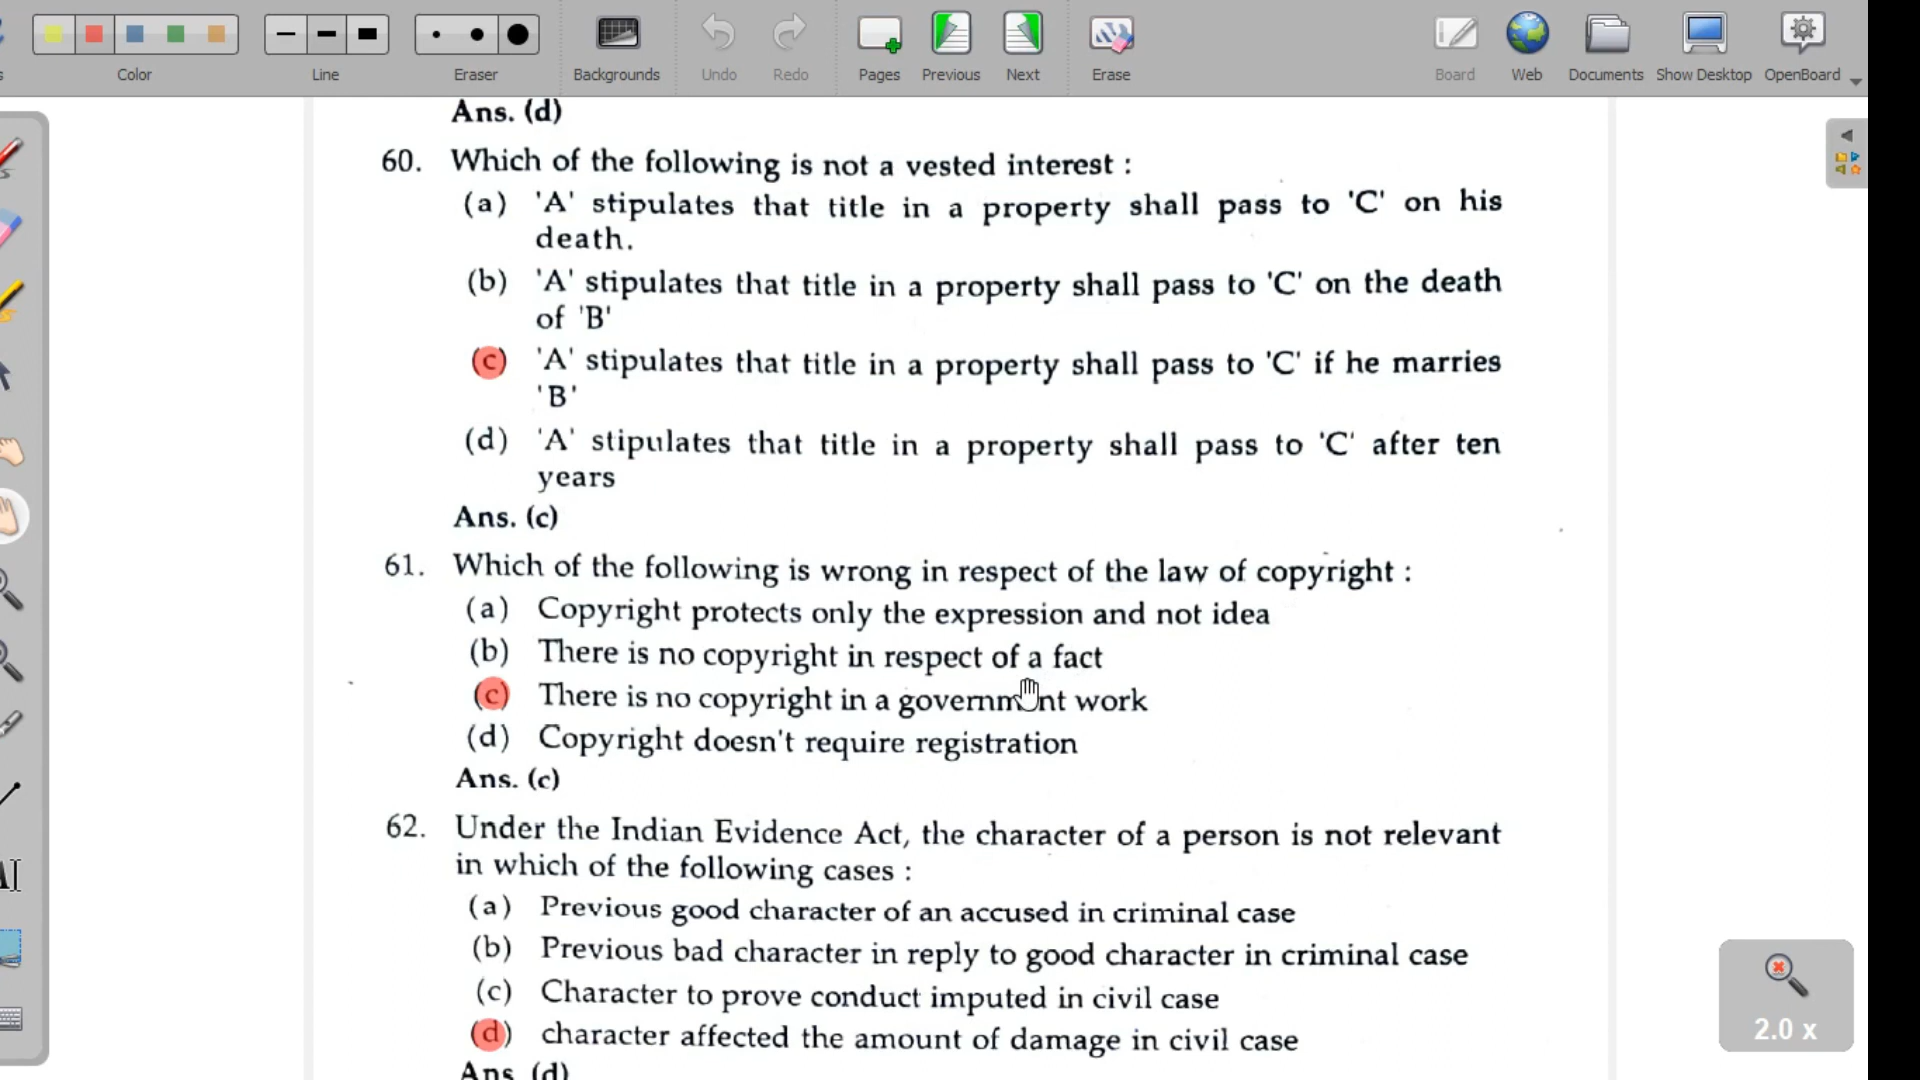 Color
Line
Eraser
Backgrounds
Undo
Redo
Pages
Previous
Next
Erase
Board
Web
Documents
Show Desktop
OpenBoard
Ans. (d)
60. Which of the following is not a vested interest :
(a) 'A' stipulates that title in a property shall pass to 'C' on his
death.
(b) 'A' stipulates that title in a property shall pass to 'C' on the death
of 'B'
(c) 'A' stipulates that title in a property shall pass to 'C' if he marries
'B'
(d) 'A' stipulates that title in a property shall pass to 'C' after ten
years
Ans. (c)
61. Which of the following is wrong in respect of the law of copyright :
(a) Copyright protects only the expression and not idea
(b) There is no copyright in respect of a fact
(c) There is no copyright in a government work
(d) Copyright doesn't require registration
Ans. (c)
62. Under the Indian Evidence Act, the character of a person is not relevant
in which of the following cases :
(a) Previous good character of an accused in criminal case
(b) Previous bad character in reply to good character in criminal case
(c) Character to prove conduct imputed in civil case
(d) character affected the amount of damage in civil case
Ans. (d)
2.0 x